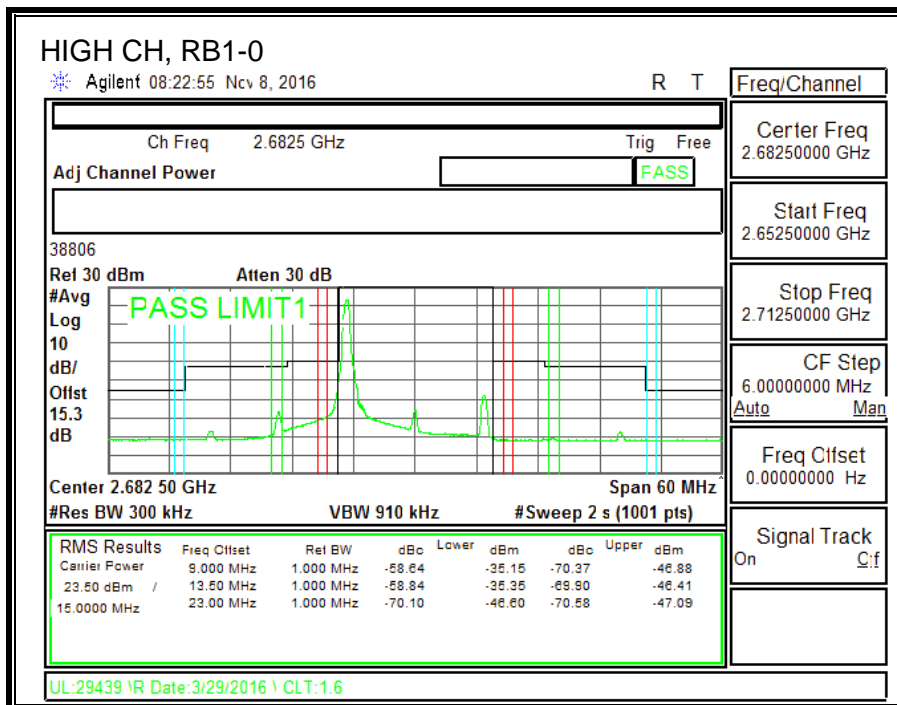 HIGH CH, RB1-0
Agilent 08:22:55 Nov 8, 2016 R T
Ch Freq 2.6825 GHz Trig Free
Adj Channel Power PASS
38806
Ref 30 dBm Atten 30 dB
#Avg
Log
10
dB/
Offst
15.3
dB
PASS LIMIT1
Center 2.682 50 GHz Span 60 MHz
#Res BW 300 kHz VBW 910 kHz #Sweep 2 s (1001 pts)
RMS Results Freq Offset Ref BW dBc Lower dBm dBc Upper dBm
Carrier Power 9.000 MHz 1.000 MHz -58.64 -35.15 -70.37 -46.88
23.50 dBm / 13.50 MHz 1.000 MHz -58.84 -35.35 -69.90 -46.41
15.0000 MHz 23.00 MHz 1.000 MHz -70.10 -46.60 -70.58 -47.09
UL:29439 \R Date:3/29/2016 \ CLT:1.6
Freq/Channel
Center Freq
2.68250000 GHz
Start Freq
2.65250000 GHz
Stop Freq
2.71250000 GHz
CF Step
6.00000000 MHz
Auto Man
Freq Offset
0.00000000 Hz
Signal Track
On Off